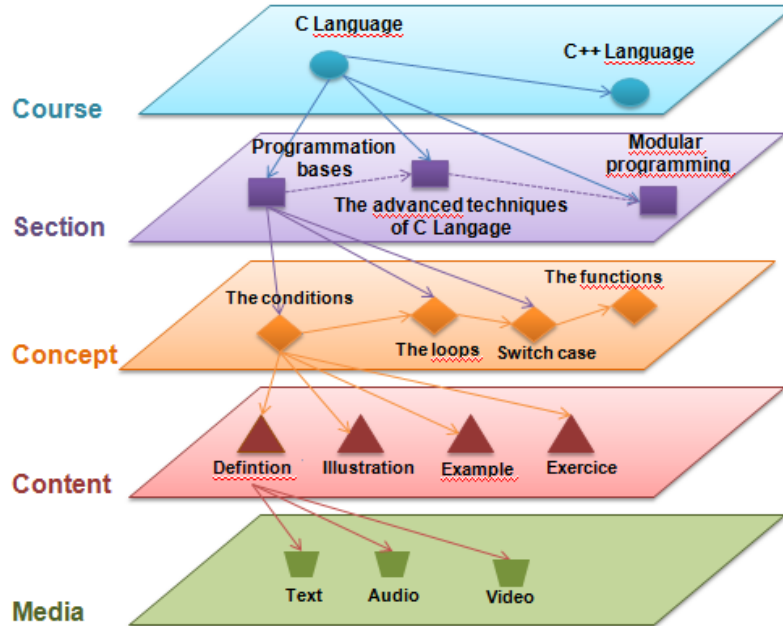 C Language
C++ Language
Course
Programmation
bases
Modular
programming
The advanced techniques
of C Langage
Section
The conditions
The functions
The loops
Switch case
Concept
Defintion
Illustration
Example
Exercice
Content
Text
Audio
Video
Media